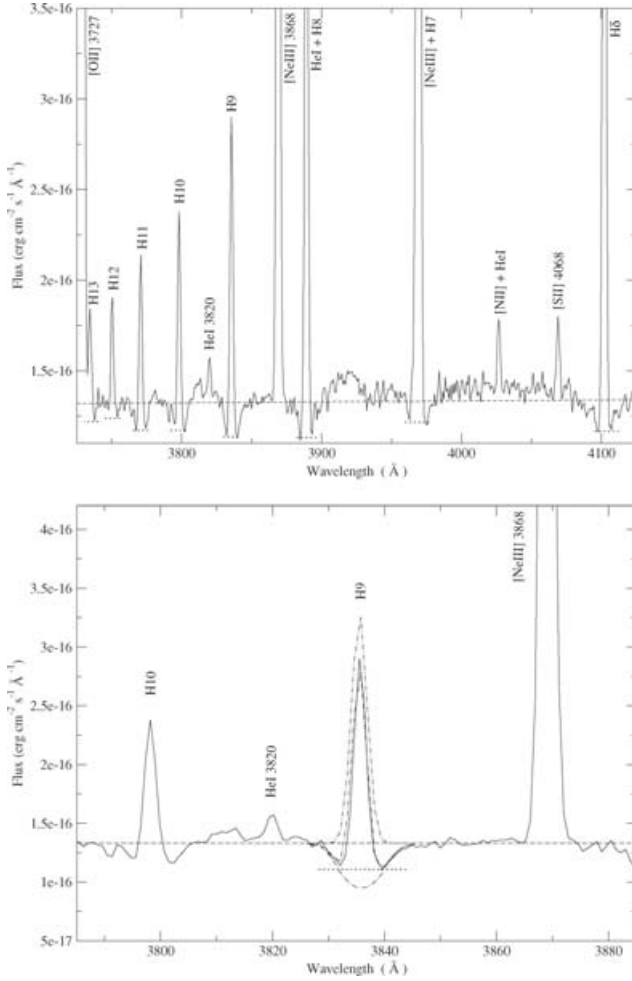 3.5e-16
3e-16
2.5e-16
2e-16
1.5e-16
Flux (erg cm⁻² s⁻¹ Å⁻¹)
[OII] 3727
H13
H12
H11
H10
HeI 3820
H9
[NeIII] 3868
HeI + H8
[NeIII] + H7
[NII] + HeI
[SII] 4068
Hδ
3800
3900
4000
4100
Wavelength ( Å )
4e-16
3.5e-16
3e-16
2.5e-16
2e-16
1.5e-16
1e-16
5e-17
Flux (erg cm⁻² s⁻¹ Å⁻¹)
H10
HeI 3820
H9
[NeIII] 3868
3800
3820
3840
3860
3880
Wavelength ( Å )